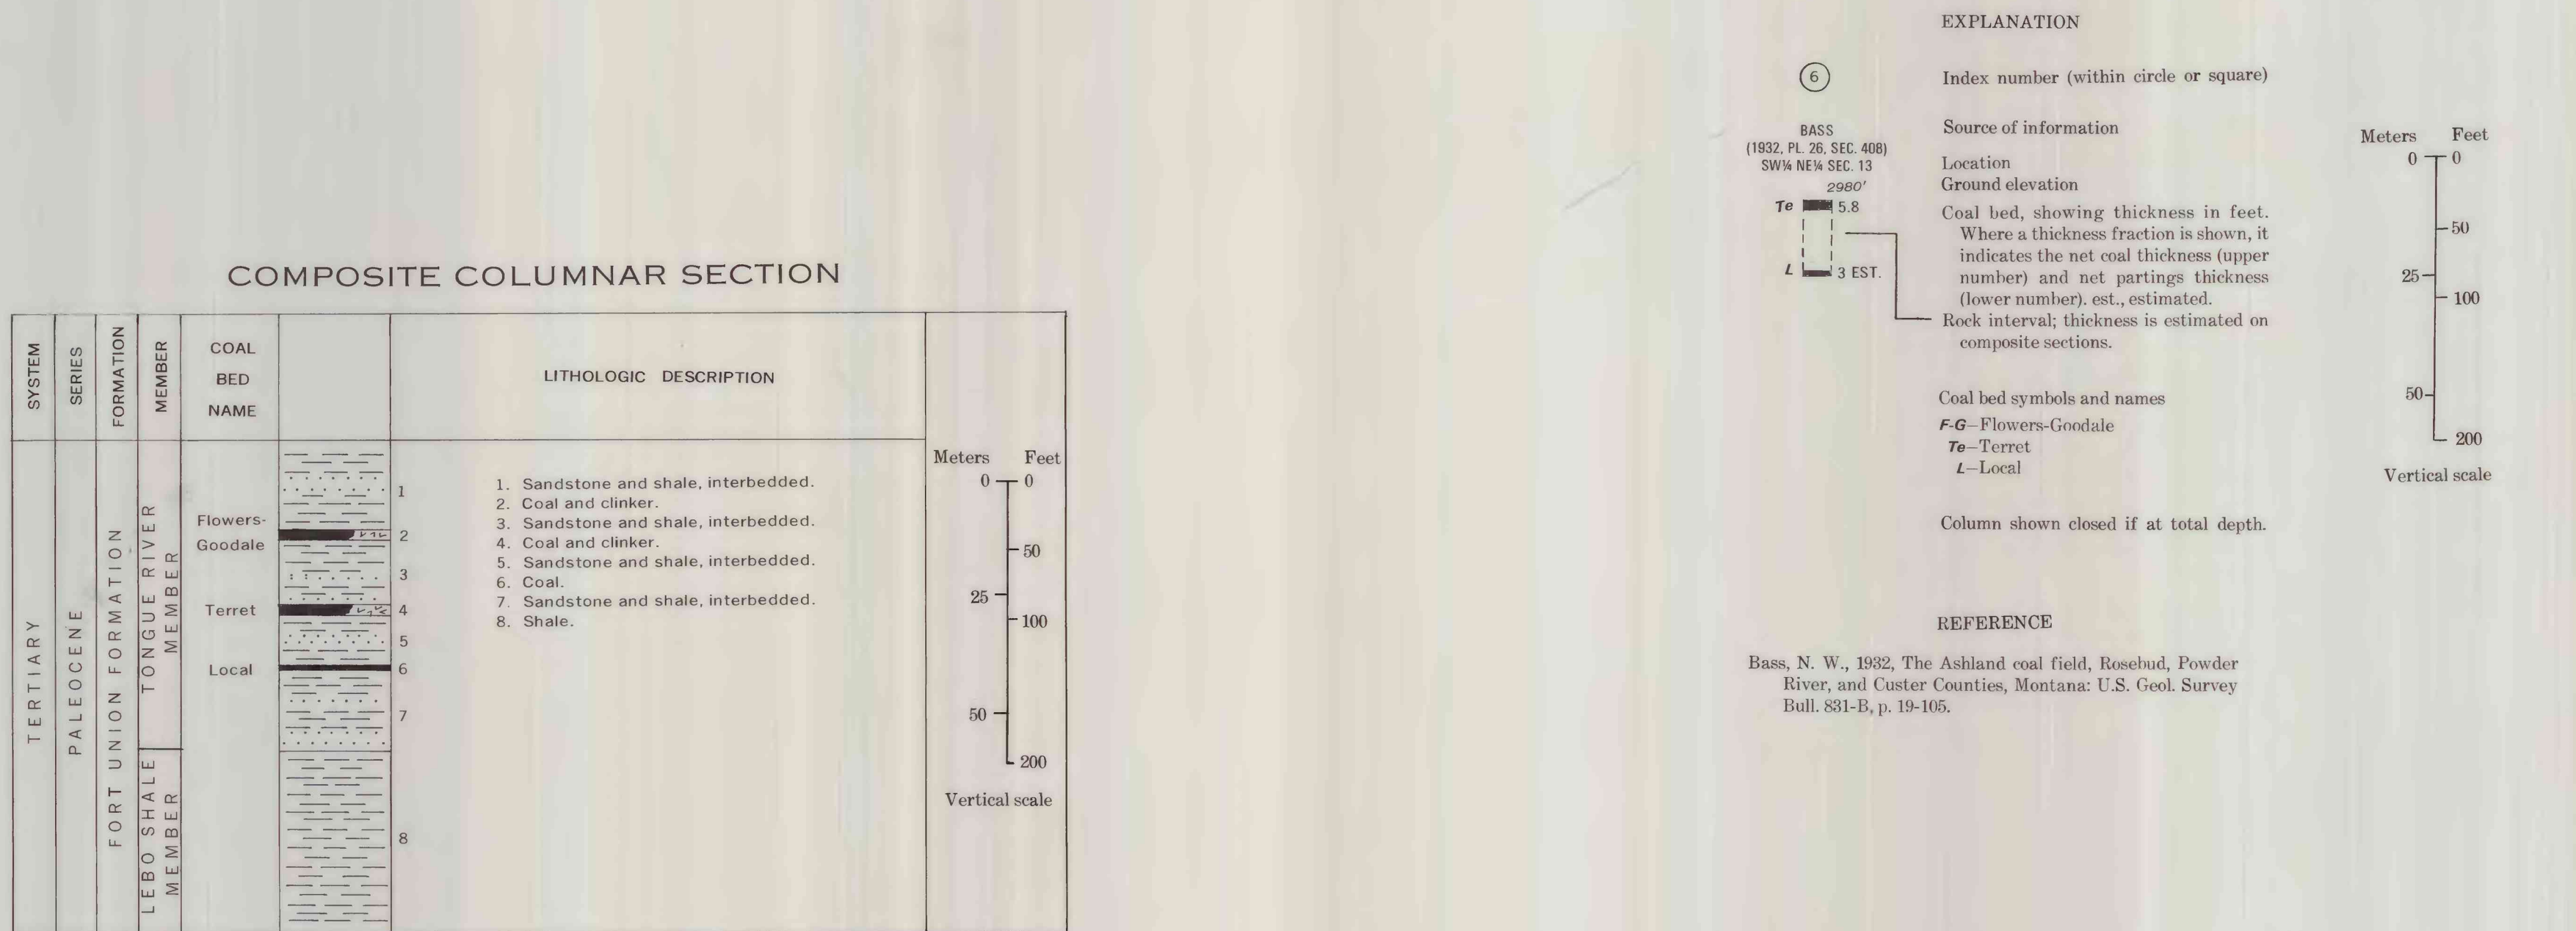 COMPOSITE COLUMNAR SECTION
SYSTEM
SERIES
FORMATION
MEMBER
COAL
BED
NAME
LITHOLOGIC DESCRIPTION
TERTIARY
PALEOCENE
FORT UNION FORMATION
TONGUE RIVER
MEMBER
LEBO SHALE
MEMBER
Flowers-
Goodale
Terret
Local
1
2
3
4
5
6
7
8
1. Sandstone and shale, interbedded.
2. Coal and clinker.
3. Sandstone and shale, interbedded.
4. Coal and clinker.
5. Sandstone and shale, interbedded.
6. Coal.
7. Sandstone and shale, interbedded.
8. Shale.
Meters Feet
0 0
50
25
100
50
200
Vertical scale
EXPLANATION
6
Index number (within circle or square)
BASS
(1932, PL. 26, SEC. 408)
Source of information
SW¼ NE¼ SEC. 13
Location
2980'
Ground elevation
Te 5.8
L 3 EST.
Coal bed, showing thickness in feet.
Where a thickness fraction is shown, it
indicates the net coal thickness (upper
number) and net partings thickness
(lower number). est., estimated.
Rock interval; thickness is estimated on
composite sections.
Coal bed symbols and names
F-G—Flowers-Goodale
Te—Terret
L—Local
Column shown closed if at total depth.
Meters Feet
0 0
50
25
100
50
200
Vertical scale
REFERENCE
Bass, N. W., 1932, The Ashland coal field, Rosebud, Powder
River, and Custer Counties, Montana: U.S. Geol. Survey
Bull. 831-B, p. 19-105.